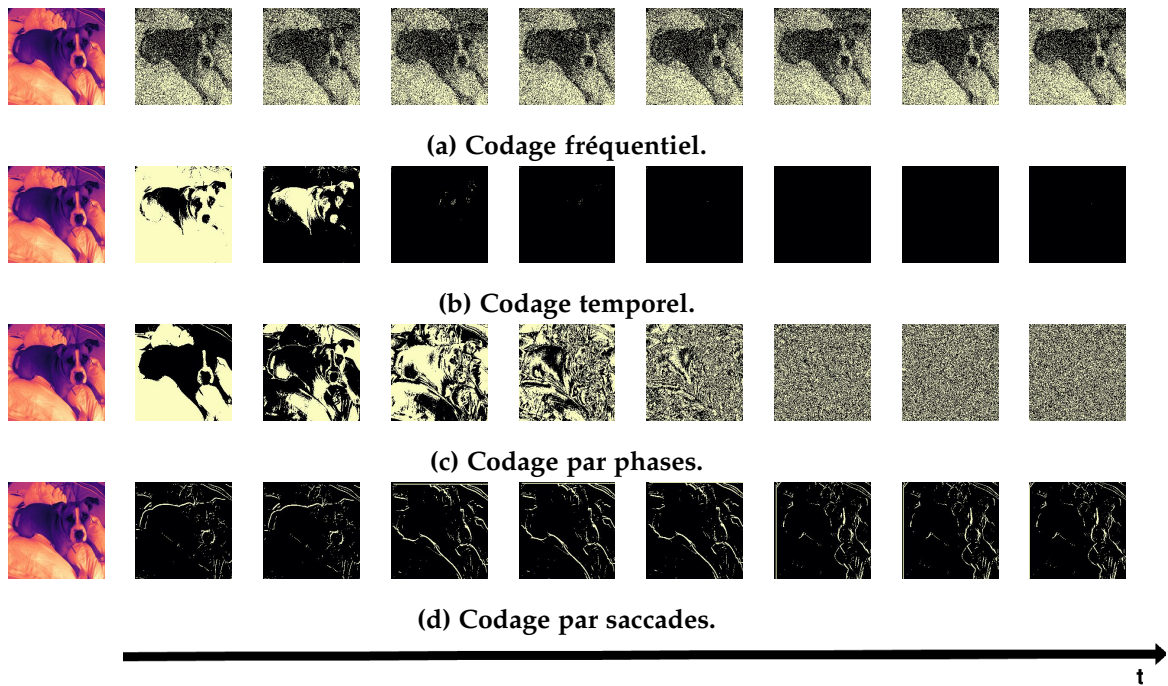 (a) Codage fréquentiel.
(b) Codage temporel.
(c) Codage par phases.
(d) Codage par saccades.
t